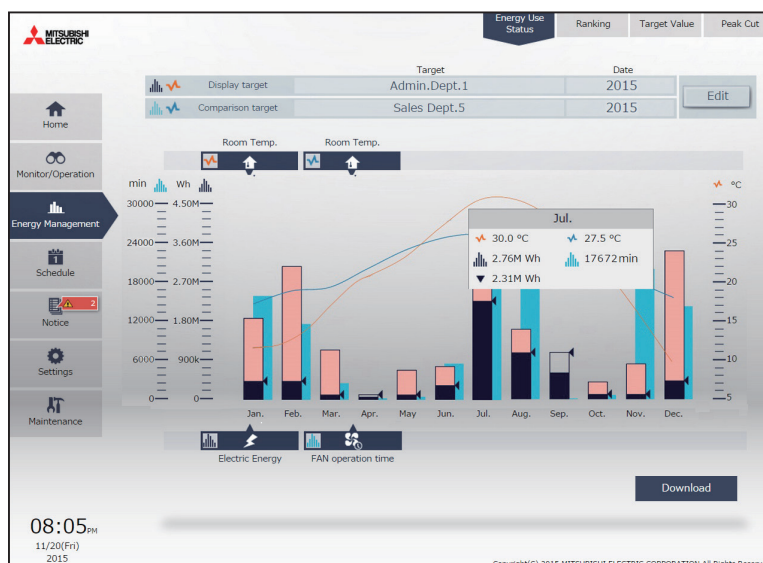 MITSUBISHI
ELECTRIC
Energy Use
Status
Ranking
Target Value
Peak Cut
Target
Date
Display target
Admin.Dept.1
2015
Comparison target
Sales Dept.5
2015
Edit
Home
Monitor/Operation
Energy Management
Schedule
1
Notice
2
Settings
Maintenance
Room Temp.
Room Temp.
min
Wh
°C
30000
4.50M
30
24000
3.60M
25
18000
2.70M
20
12000
1.80M
15
6000
900k
10
0
0
5
Jul.
30.0 °C
27.5 °C
2.76M Wh
17672min
2.31M Wh
Jan.
Feb.
Mar.
Apr.
May
Jun.
Jul.
Aug.
Sep.
Oct.
Nov.
Dec.
Electric Energy
FAN operation time
Download
08:05PM
11/20(Fri)
2015